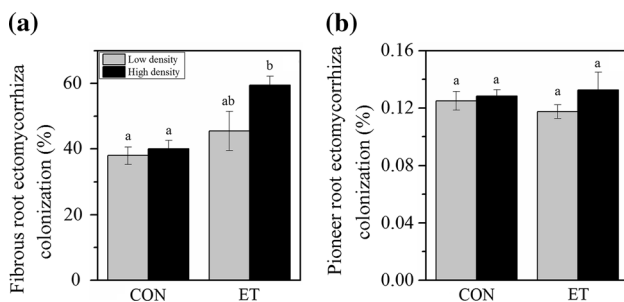 (a)
Fibrous root ectomycorrhiza
colonization (%)
60
40
20
0
Low density
High density
a
a
ab
b
CON
ET
(b)
Pioneer root ectomycorrhiza
colonization (%)
0.16
0.12
0.08
0.04
0.00
a
a
a
a
CON
ET